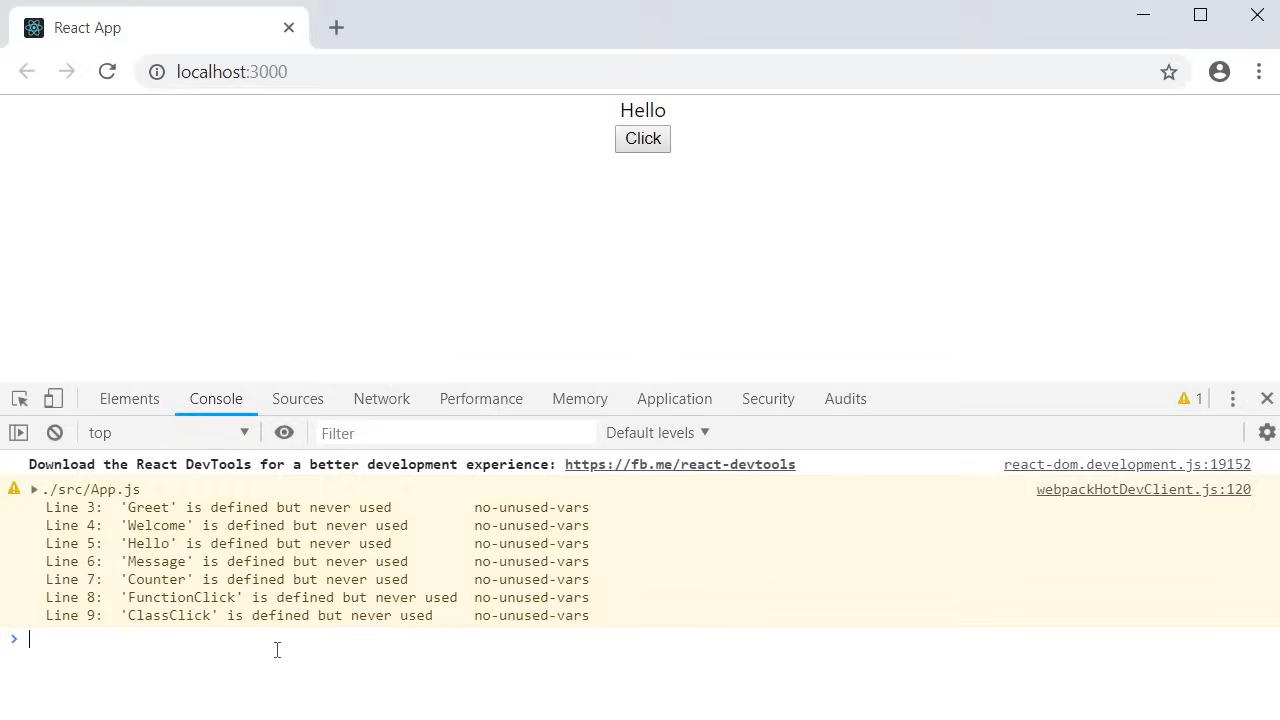 React App
localhost:3000
Hello
Click
Elements Console Sources Network Performance Memory Application Security Audits 1
top Filter Default levels
Download the React DevTools for a better development experience: https://fb.me/react-devtools react-dom.development.js:19152
./src/App.js webpackHotDevClient.js:120
Line 3: 'Greet' is defined but never used no-unused-vars
Line 4: 'Welcome' is defined but never used no-unused-vars
Line 5: 'Hello' is defined but never used no-unused-vars
Line 6: 'Message' is defined but never used no-unused-vars
Line 7: 'Counter' is defined but never used no-unused-vars
Line 8: 'FunctionClick' is defined but never used no-unused-vars
Line 9: 'ClassClick' is defined but never used no-unused-vars